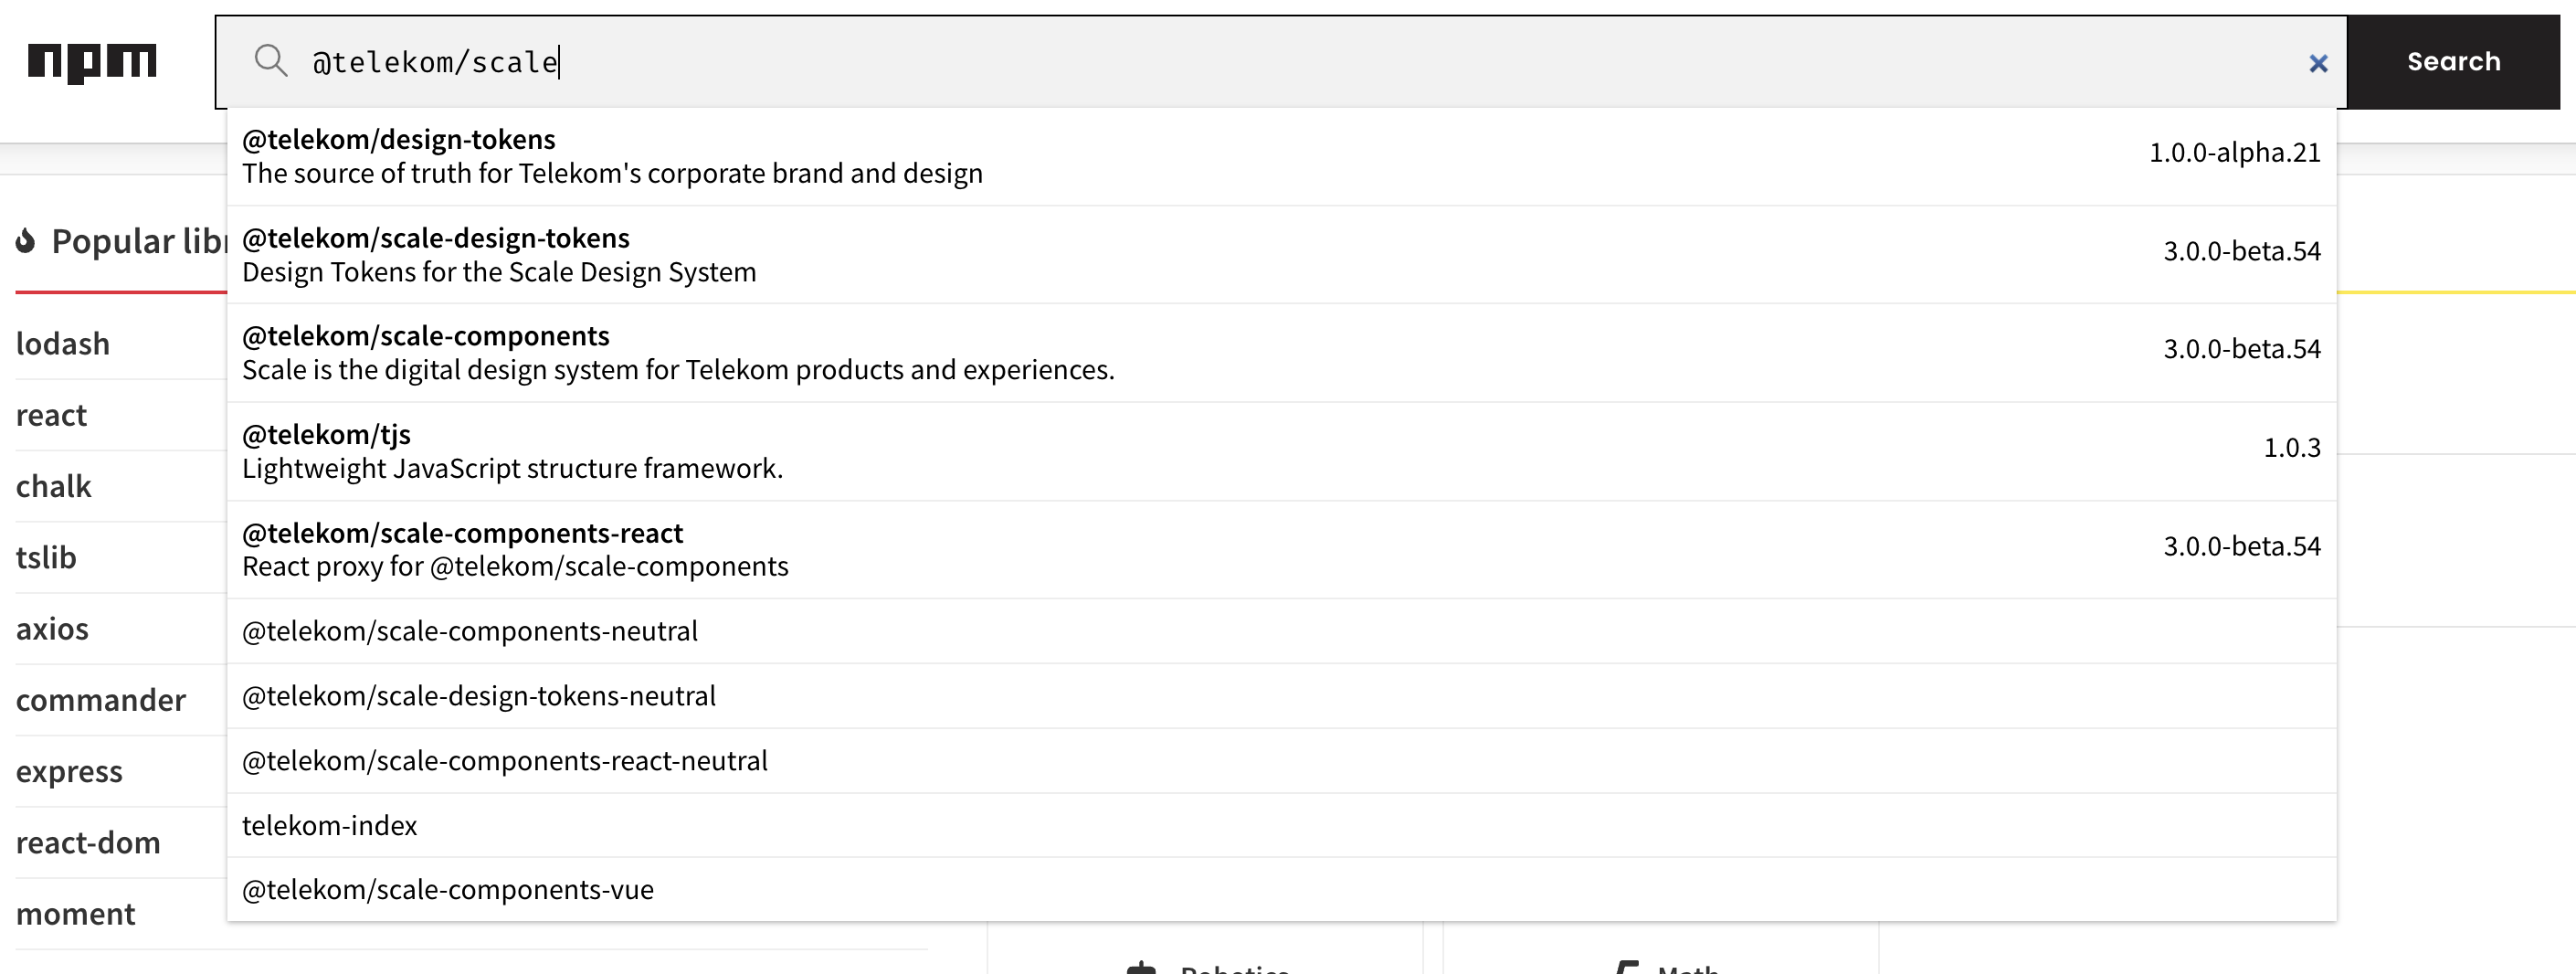 npm
@telekom/scale
×
Search
@telekom/design-tokens
The source of truth for Telekom's corporate brand and design
1.0.0-alpha.21
@telekom/scale-design-tokens
Design Tokens for the Scale Design System
3.0.0-beta.54
@telekom/scale-components
Scale is the digital design system for Telekom products and experiences.
3.0.0-beta.54
@telekom/tjs
Lightweight JavaScript structure framework.
1.0.3
@telekom/scale-components-react
React proxy for @telekom/scale-components
3.0.0-beta.54
@telekom/scale-components-neutral
@telekom/scale-design-tokens-neutral
@telekom/scale-components-react-neutral
telekom-index
@telekom/scale-components-vue
Popular
lodash
react
chalk
tslib
axios
commander
express
react-dom
moment
Robotics
Math